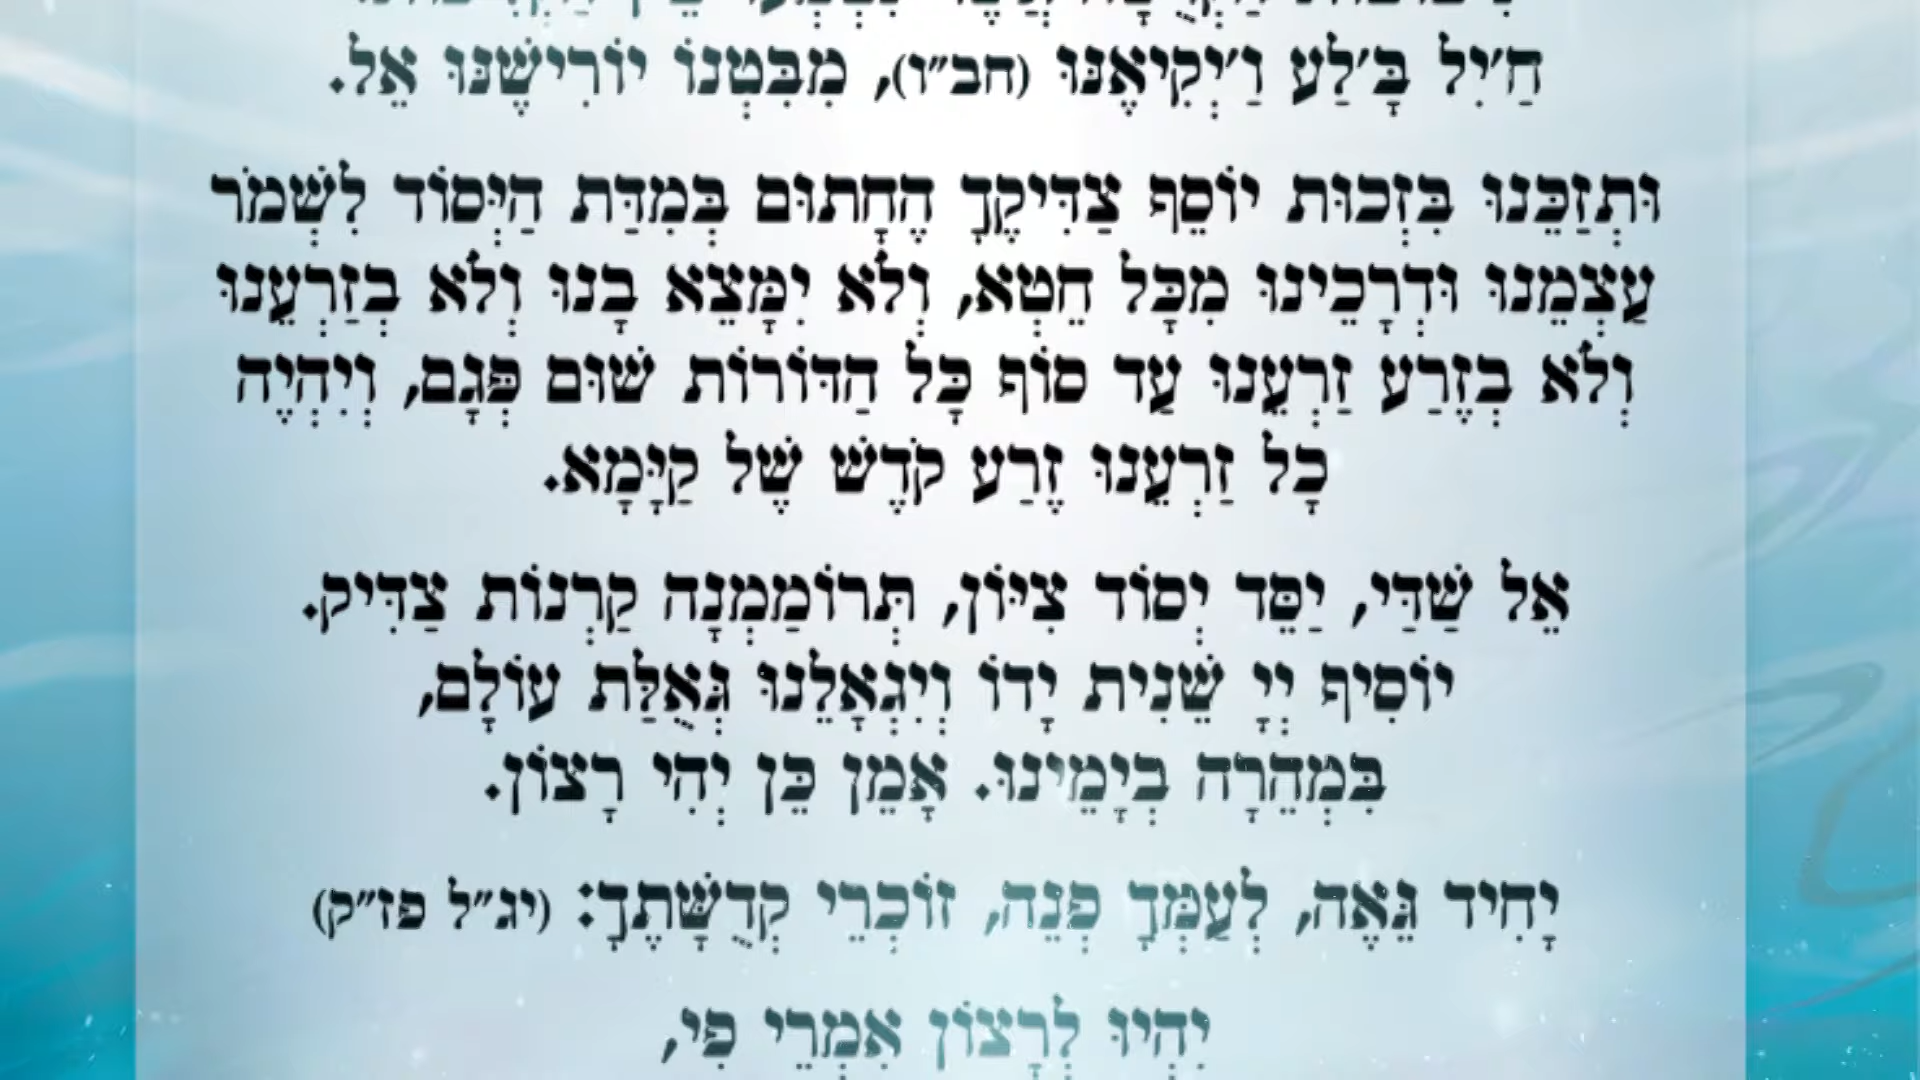 חַ׳יִל בָּ׳לַע וַ׳יְקִיאֶנּוּ (חב״ו), מִבִּטְנוֹ יוֹרִישֶׁנּוּ אֵל.
וּתְזַכֵּנוּ בִּזְכוּת יוֹסֵף צַדִּיקֶךָ הֶחָתוּם בְּמִדַּת הַיְּסוֹד לִשְׁמֹר
עַצְמֵנוּ וּדְרָכֵינוּ מִכָּל חֵטְא, וְלֹא יִמָּצֵא בָנוּ וְלֹא בְזַרְעֵנוּ
וְלֹא בְּזֶרַע זַרְעֵנוּ עַד סוֹף כָּל הַדּוֹרוֹת שׁוּם פְּגָם, וְיִהְיֶה
כָל זַרְעֵנוּ זֶרַע קֹדֶשׁ שֶׁל קַיָּמָא.
אֵל שַׁדַּי, יַסֵּד יְסוֹד צִיּוֹן, תְּרוֹמַמְנָה קַרְנוֹת צַדִּיק.
יוֹסִיף יְיָ שֵׁנִית יָדוֹ וְיִגְאָלֵנוּ גְּאֻלַּת עוֹלָם,
בִּמְהֵרָה בְיָמֵינוּ. אָמֵן כֵּן יְהִי רָצוֹן.
יָחִיד גֵּאֶה, לְעַמְּךָ פְנֵה, זוֹכְרֵי קְדֻשָּׁתֶךָ: (יג״ל פז״ק)
יִהְיוּ לְרָצוֹן אִמְרֵי פִי,